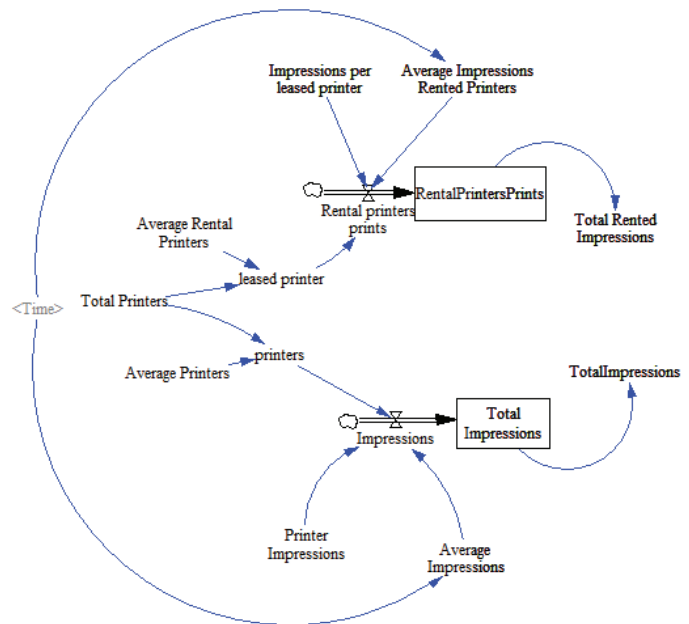 Impressions per
leased printer
Average Impressions
Rented Printers
RentalPrintersPrints
Rental printers
prints
Total Rented
Impressions
Average Rental
Printers
leased printer
<Time>
Total Printers
printers
Average Printers
TotalImpressions
Total
Impressions
Impressions
Printer
Impressions
Average
Impressions